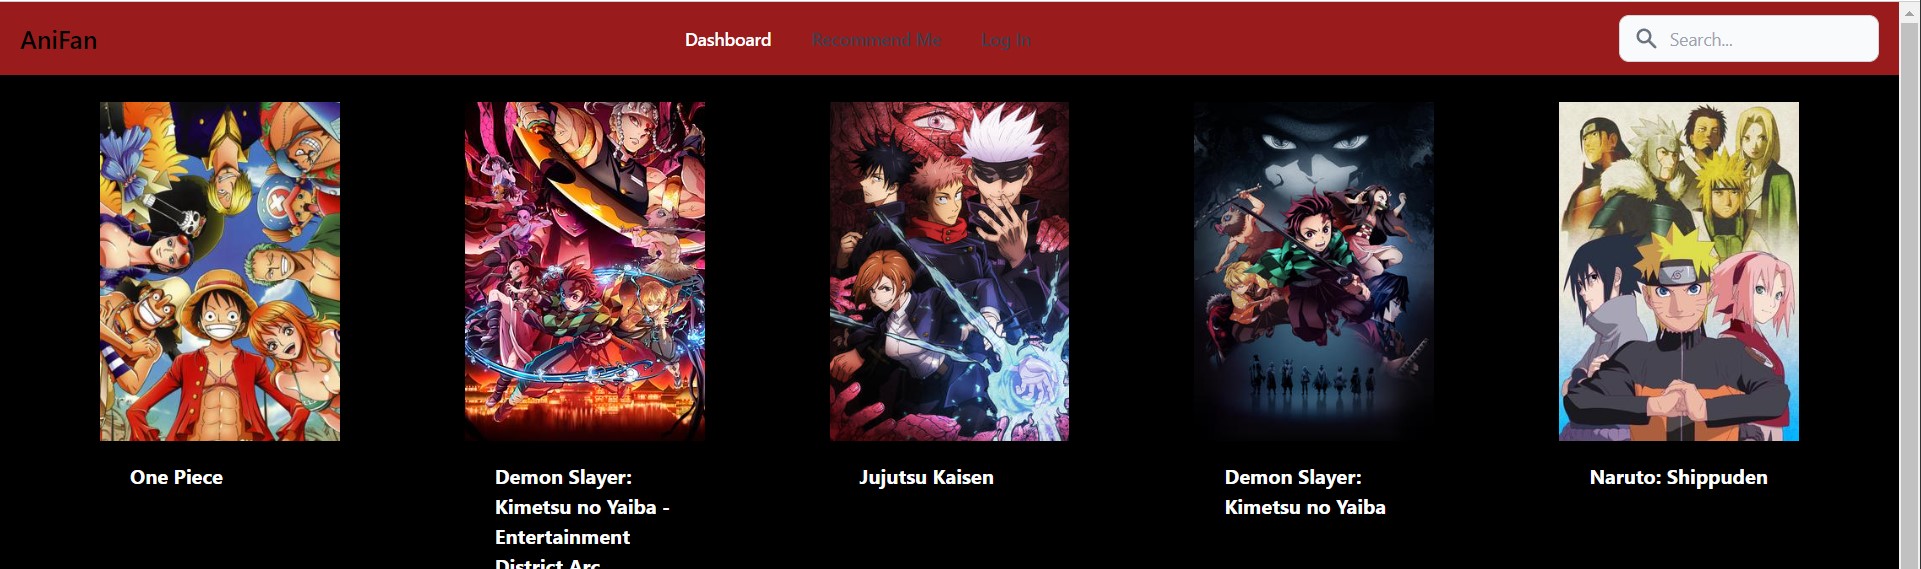 AniFan
Dashboard
Recommend Me
Log In
Search...
One Piece
Demon Slayer:
Kimetsu no Yaiba -
Entertainment
District Arc
Jujutsu Kaisen
Demon Slayer:
Kimetsu no Yaiba
Naruto: Shippuden